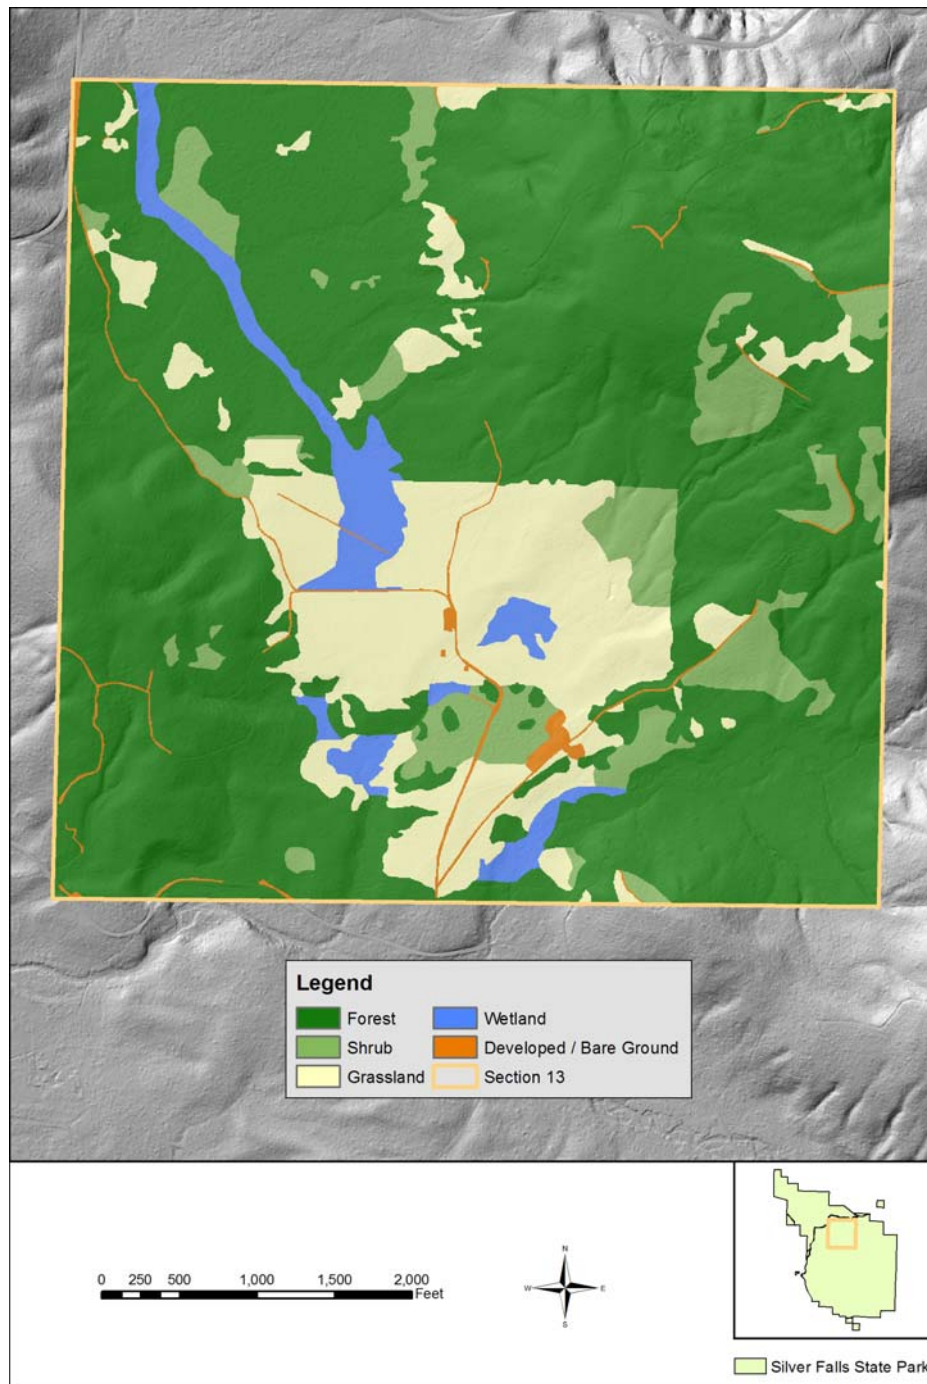 Legend
Forest
Wetland
Shrub
Developed / Bare Ground
Grassland
Section 13
0 250 500 1,000 1,500 2,000
Feet
N
W E
S
Silver Falls State Park